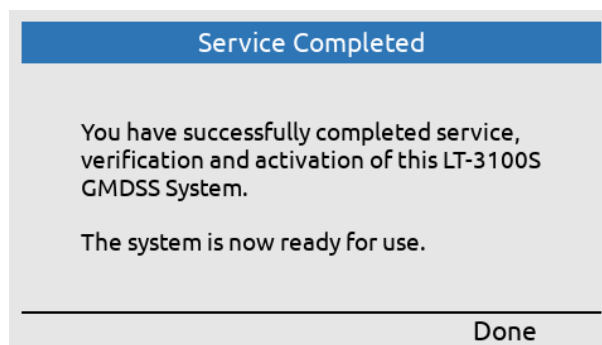 Service Completed
You have successfully completed service,
verification and activation of this LT-3100S
GMDSS System.
The system is now ready for use.
Done